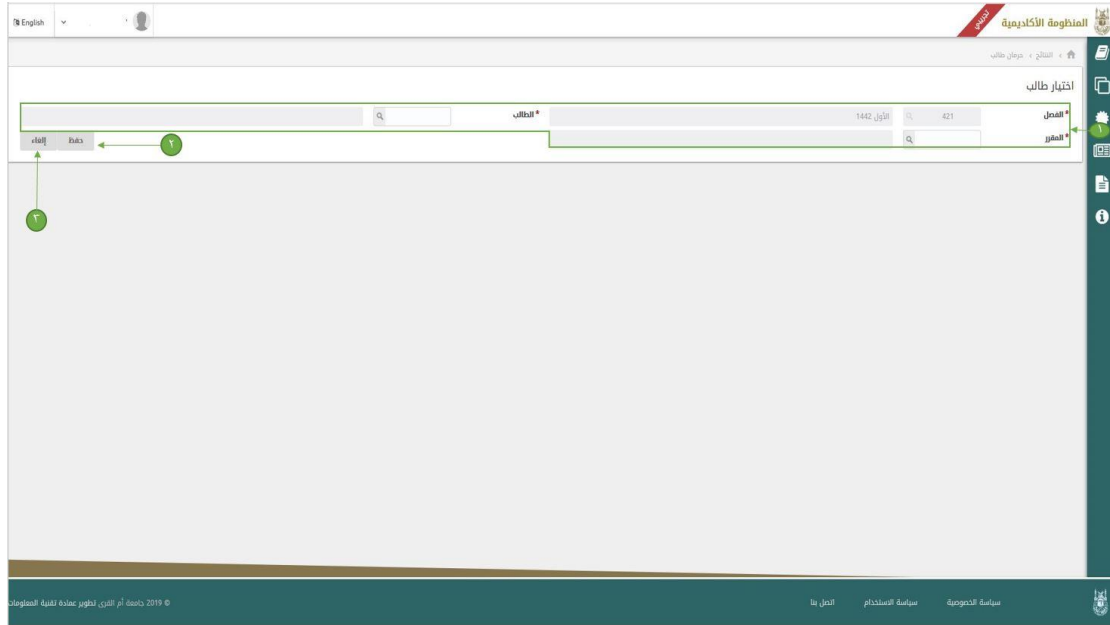 المنظومة الأكاديمية
تجريبي
English
النتائج » حرمان طالب
اختيار طالب
* الفصل 421 الأول 1442 * الطالب
* المقرر
حفظ إلغاء
١
٢
٣
سياسة الخصوصية سياسة الاستخدام اتصل بنا
© 2019 جامعة أم القرى تطوير عمادة تقنية المعلومات